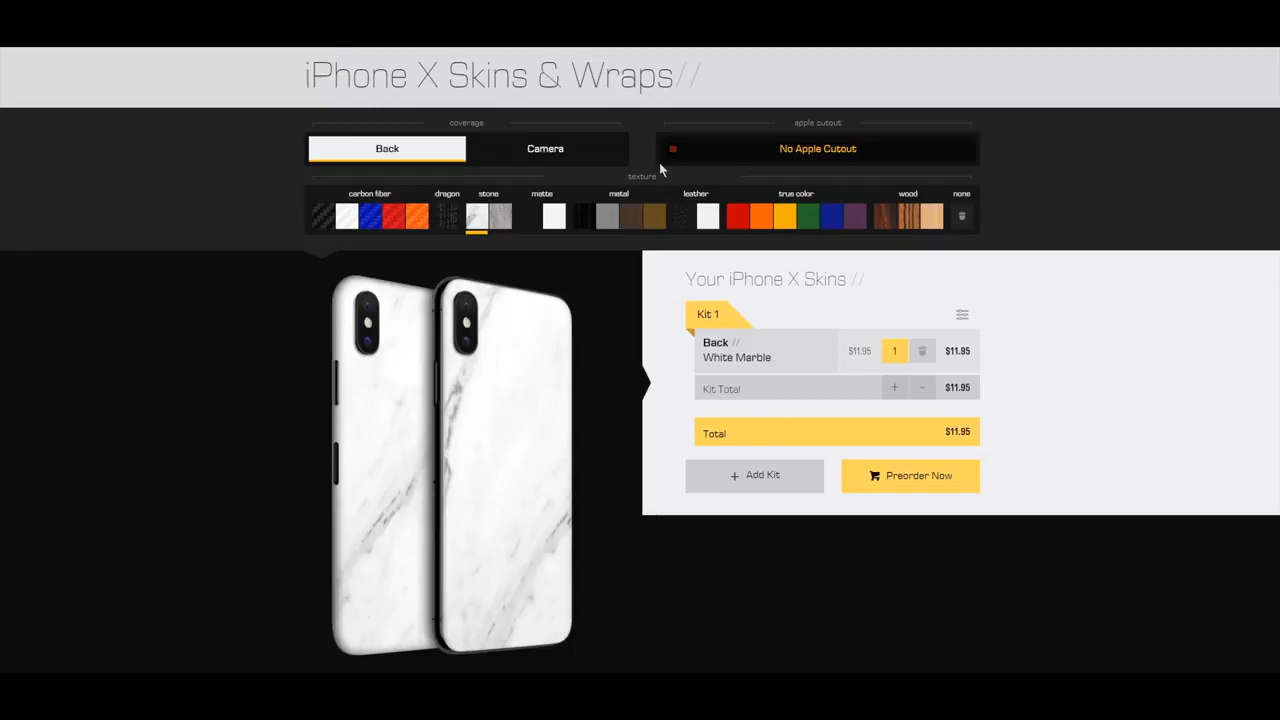 iPhone X Skins & Wraps//
coverage
apple cutout
Back
Camera
No Apple Cutout
texture
carbon fiber
dragon
stone
matte
metal
leather
true color
wood
none
Your iPhone X Skins //
Kit 1
Back //
White Marble
$11.95
1
$11.95
Kit Total
+
-
$11.95
Total
$11.95
+ Add Kit
Preorder Now